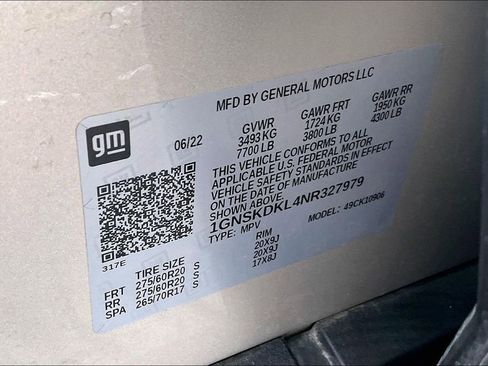 MFD BY GENERAL MOTORS LLC
gm
06/22 GVWR GAWR FRT GAWR RR
3493 KG 1724 KG 1950 KG
7700 LB 3800 LB 4300 LB
THIS VEHICLE CONFORMS TO ALL
APPLICABLE U.S. FEDERAL MOTOR
VEHICLE SAFETY STANDARDS IN EFFECT
ON THE DATE OF MANUFACTURE
SHOWN ABOVE.
1GNSKDKL4NR327979
TYPE: MPV MODEL: 49CK10906
317E
TIRE SIZE RIM
FRT 275/60R20 S 20X9J
RR 275/60R20 S 20X9J
SPA 265/70R17 S 17X8J